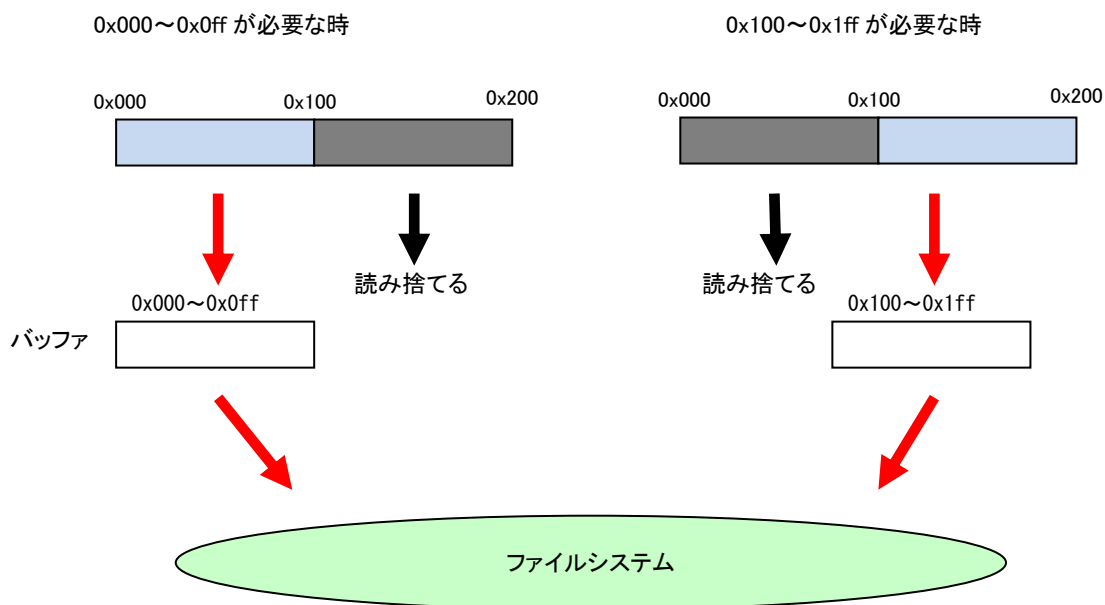 0x000～0x0ff が必要な時
0x100～0x1ff が必要な時
0x000
0x100
0x200
0x000
0x100
0x200
読み捨てる
読み捨てる
0x000～0x0ff
0x100～0x1ff
バッファ
ファイルシステム